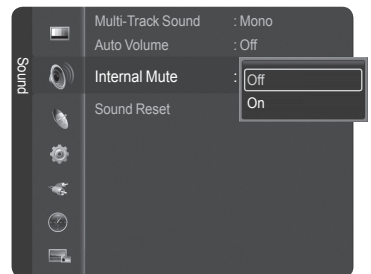 Sound
Multi-Track Sound : Mono
Auto Volume : Off
Internal Mute :
Off
On
Sound Reset